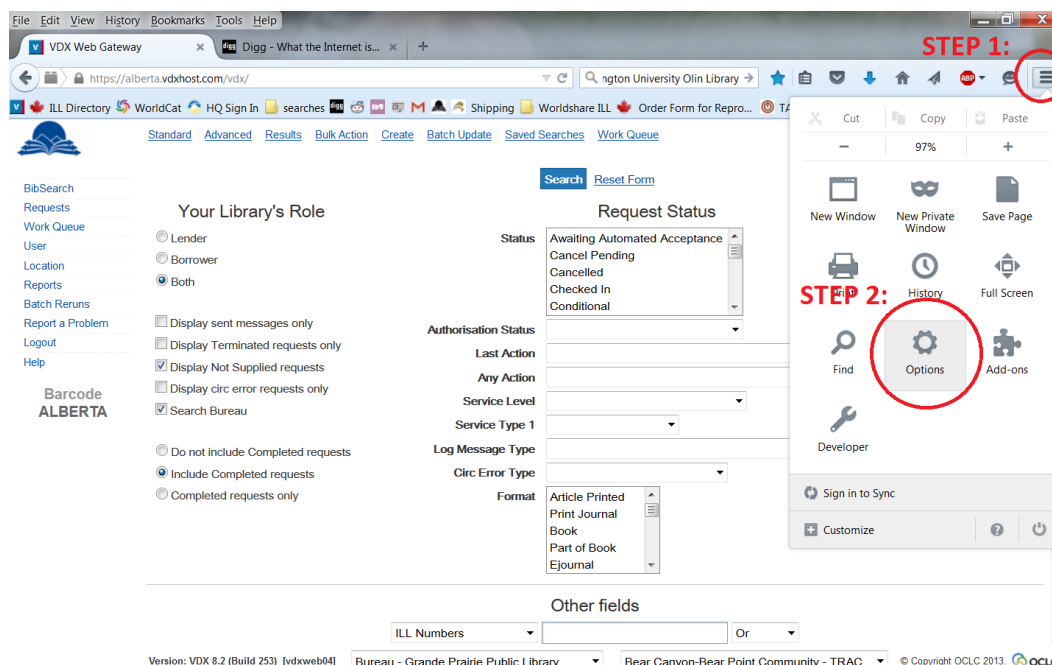 File Edit View History Bookmarks Tools Help
VDX Web Gateway × Digg - What the Internet is... × +
STEP 1:
https://alberta.vdxhost.com/vdx/ ngton University Olin Library
ILL Directory WorldCat HQ Sign In searches digg Shipping Worldshare ILL Order Form for Repro...
Cut Copy Paste
− 97% +
Standard Advanced Results Bulk Action Create Batch Update Saved Searches Work Queue
Search Reset Form
BibSearch
Requests
Work Queue
User
Location
Reports
Batch Reruns
Report a Problem
Logout
Help
Barcode
ALBERTA
Your Library's Role
Lender
Borrower
Both
Display sent messages only
Display Terminated requests only
Display Not Supplied requests
Display circ error requests only
Search Bureau
Do not include Completed requests
Include Completed requests
Completed requests only
Request Status
Status
Awaiting Automated Acceptance
Cancel Pending
Cancelled
Checked In
Conditional
Authorisation Status
Last Action
Any Action
Service Level
Service Type 1
Log Message Type
Circ Error Type
Format
Article Printed
Print Journal
Book
Part of Book
Ejournal
New Window New Private Window Save Page
STEP 2:
Print History Full Screen
Find Options Add-ons
Developer
Sign in to Sync
Customize
Other fields
ILL Numbers Or
Version: VDX 8.2 (Build 253) [vdxweb04] Bureau - Grande Prairie Public Library Bear Canyon-Bear Point Community - TRAC © Copyright OCLC 2013.